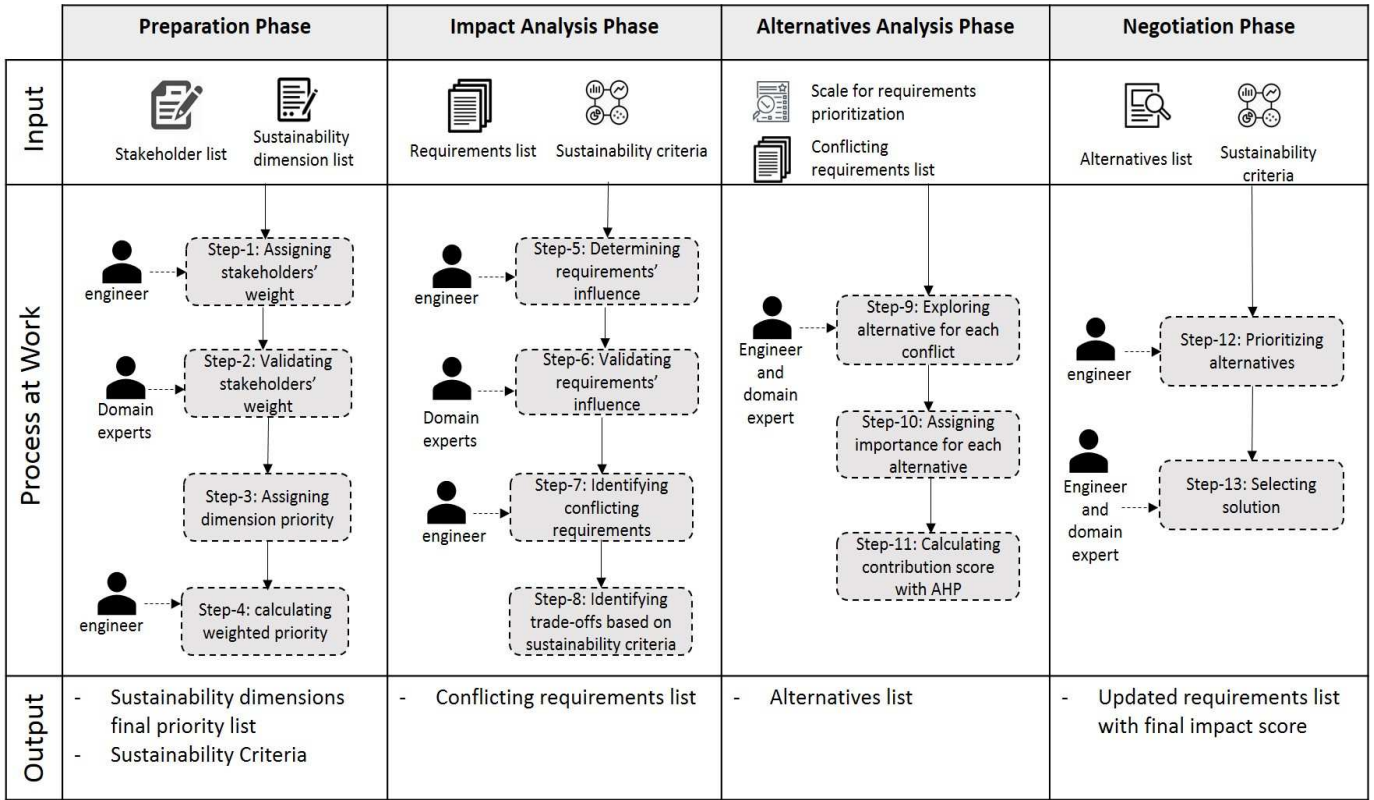 Preparation Phase
Impact Analysis Phase
Alternatives Analysis Phase
Negotiation Phase
Input
Stakeholder list
Sustainability
dimension list
Requirements list
Sustainability criteria
Scale for requirements
prioritization
Conflicting
requirements list
Alternatives list
Sustainability
criteria
Process at Work
engineer
Step-1: Assigning
stakeholders’
weight
Domain
experts
Step-2: Validating
stakeholders’
weight
Step-3: Assigning
dimension priority
engineer
Step-4: calculating
weighted priority
engineer
Step-5: Determining
requirements’
influence
Domain
experts
Step-6: Validating
requirements’
influence
engineer
Step-7: Identifying
conflicting
requirements
Step-8: Identifying
trade-offs based on
sustainability criteria
Engineer
and
domain
expert
Step-9: Exploring
alternative for each
conflict
Step-10: Assigning
importance for each
alternative
Step-11: Calculating
contribution score
with AHP
engineer
Step-12: Prioritizing
alternatives
Engineer
and
domain
expert
Step-13: Selecting
solution
Output
- Sustainability dimensions
final priority list
- Sustainability Criteria
- Conflicting requirements list
- Alternatives list
- Updated requirements list
with final impact score